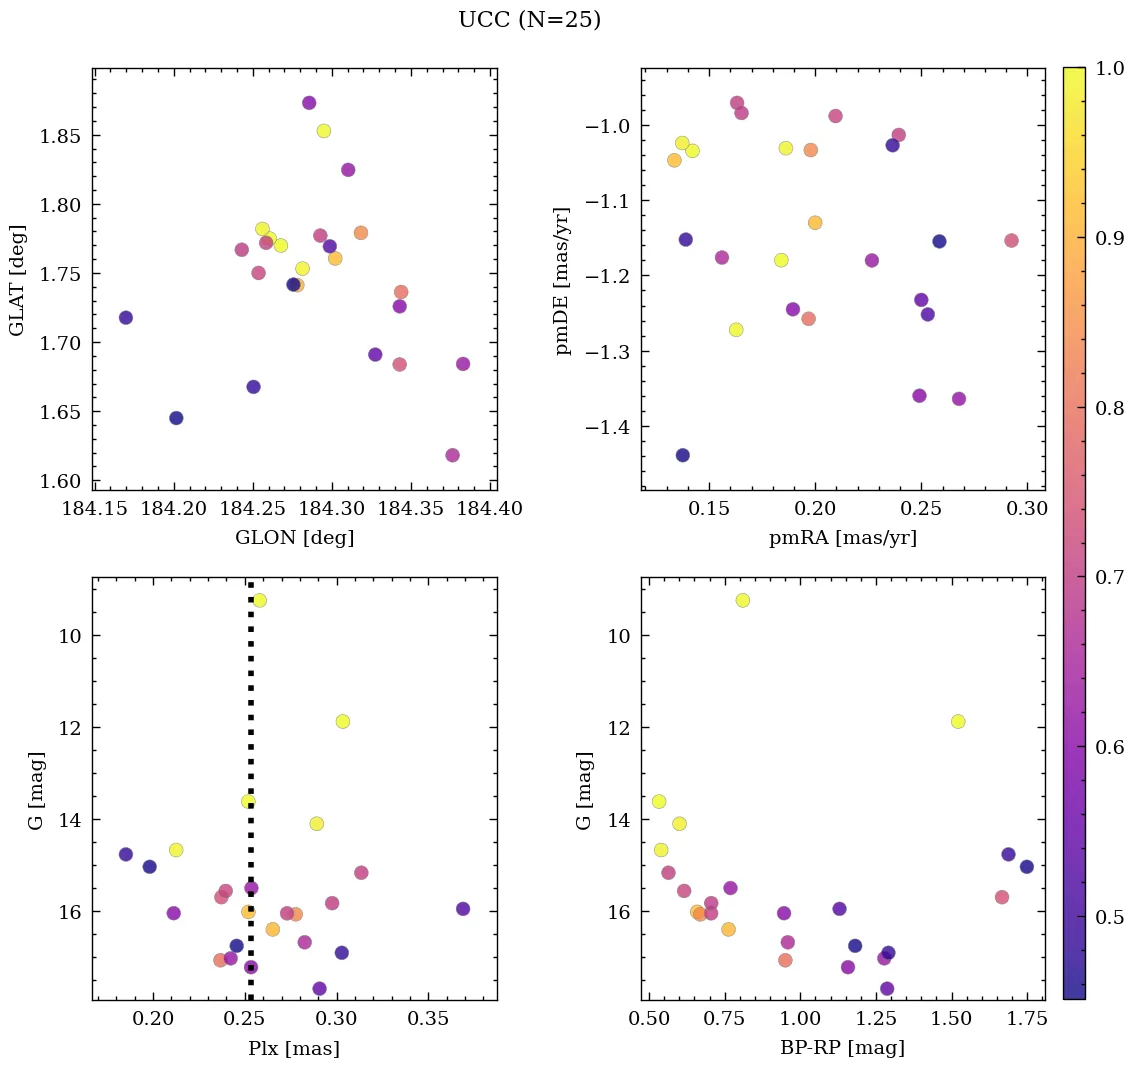 UCC (N=25)
1.85
1.80
1.75
1.70
1.65
1.60
GLAT [deg]
184.15 184.20 184.25 184.30 184.35 184.40
GLON [deg]
−1.0
−1.1
−1.2
−1.3
−1.4
pmDE [mas/yr]
0.15 0.20 0.25 0.30
pmRA [mas/yr]
10
12
14
16
G [mag]
0.20 0.25 0.30 0.35
Plx [mas]
10
12
14
16
G [mag]
0.50 0.75 1.00 1.25 1.50 1.75
BP-RP [mag]
1.0
0.9
0.8
0.7
0.6
0.5